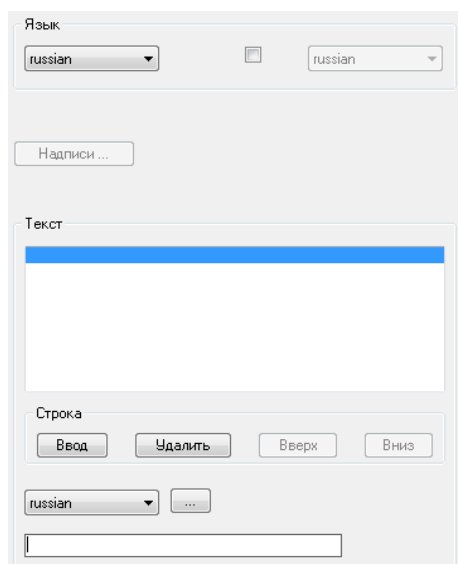 Язык
russian russian
Надписи ...
Текст
Строка
Ввод Удалить Вверх Вниз
russian ...